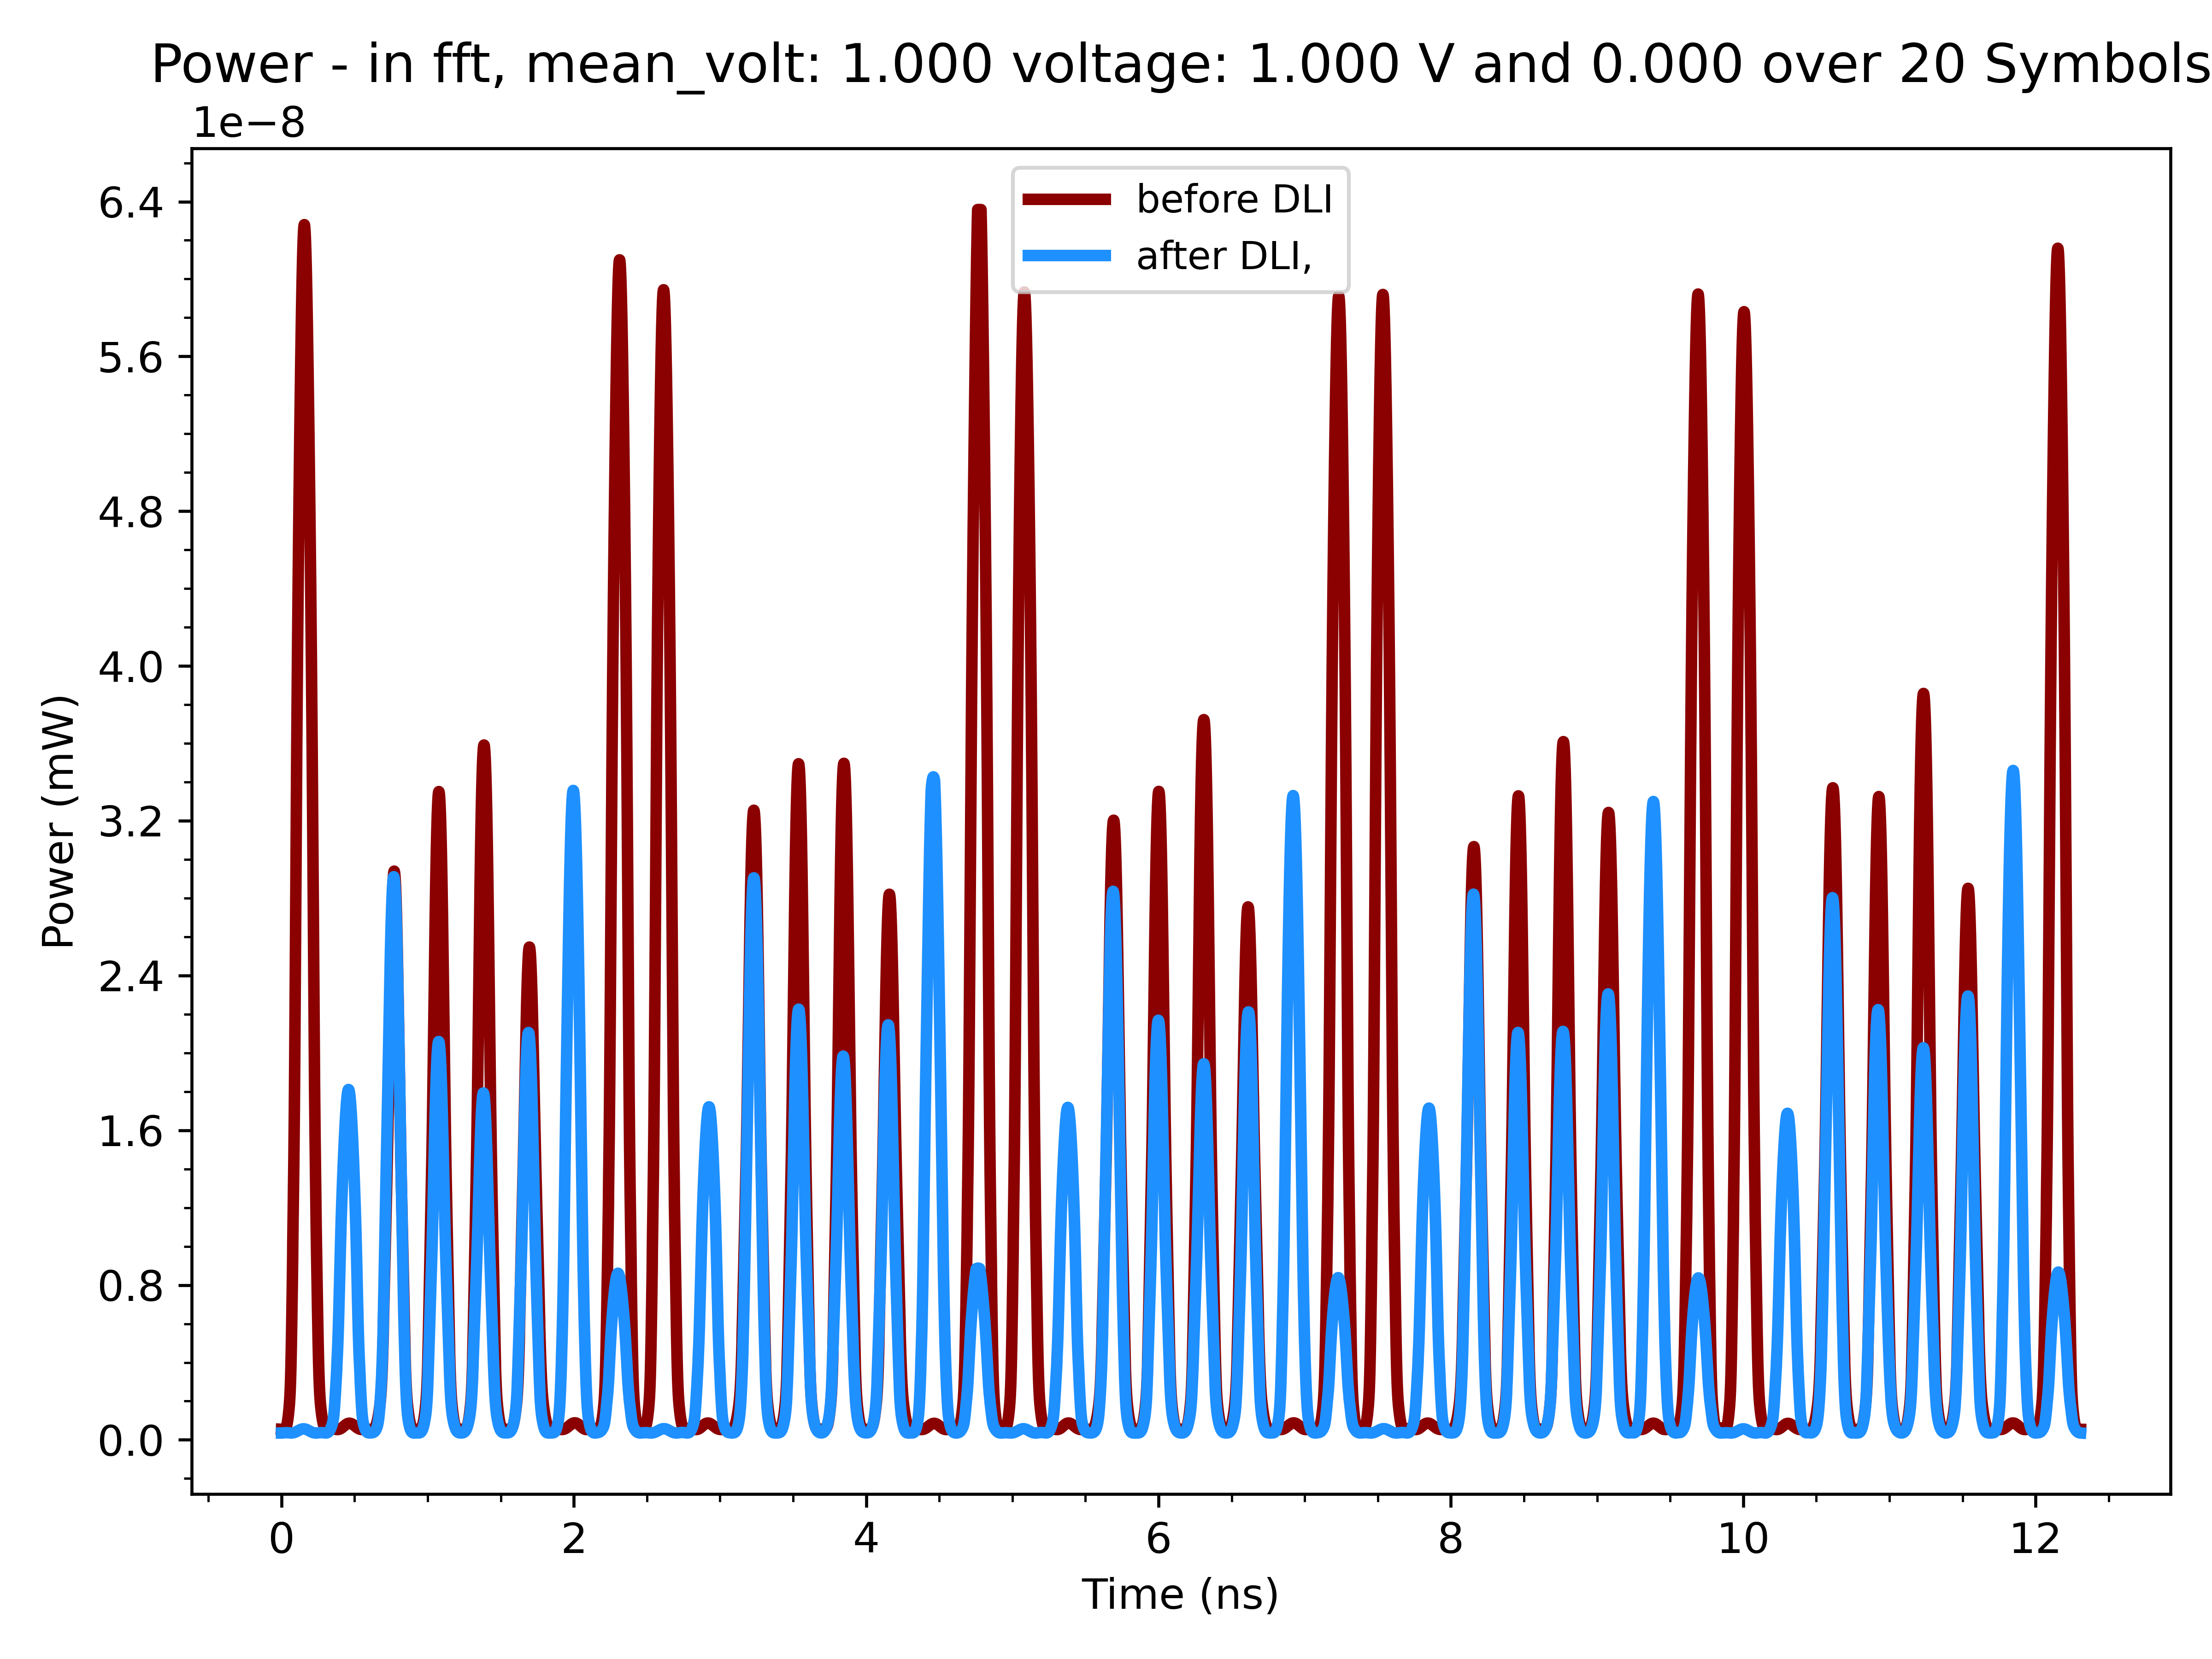 Power - in fft, mean_volt: 1.000 voltage: 1.000 V and 0.000 over 20 Symbols
1e−8
before DLI
after DLI,
6.4
5.6
4.8
4.0
3.2
2.4
1.6
0.8
0.0
Power (mW)
0 2 4 6 8 10 12
Time (ns)